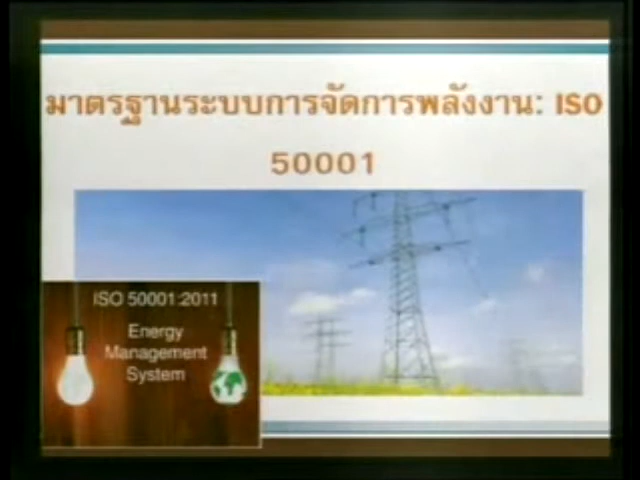 มาตรฐานระบบการจัดการพลังงาน: ISO
50001
ISO 50001:2011
Energy
Management
System